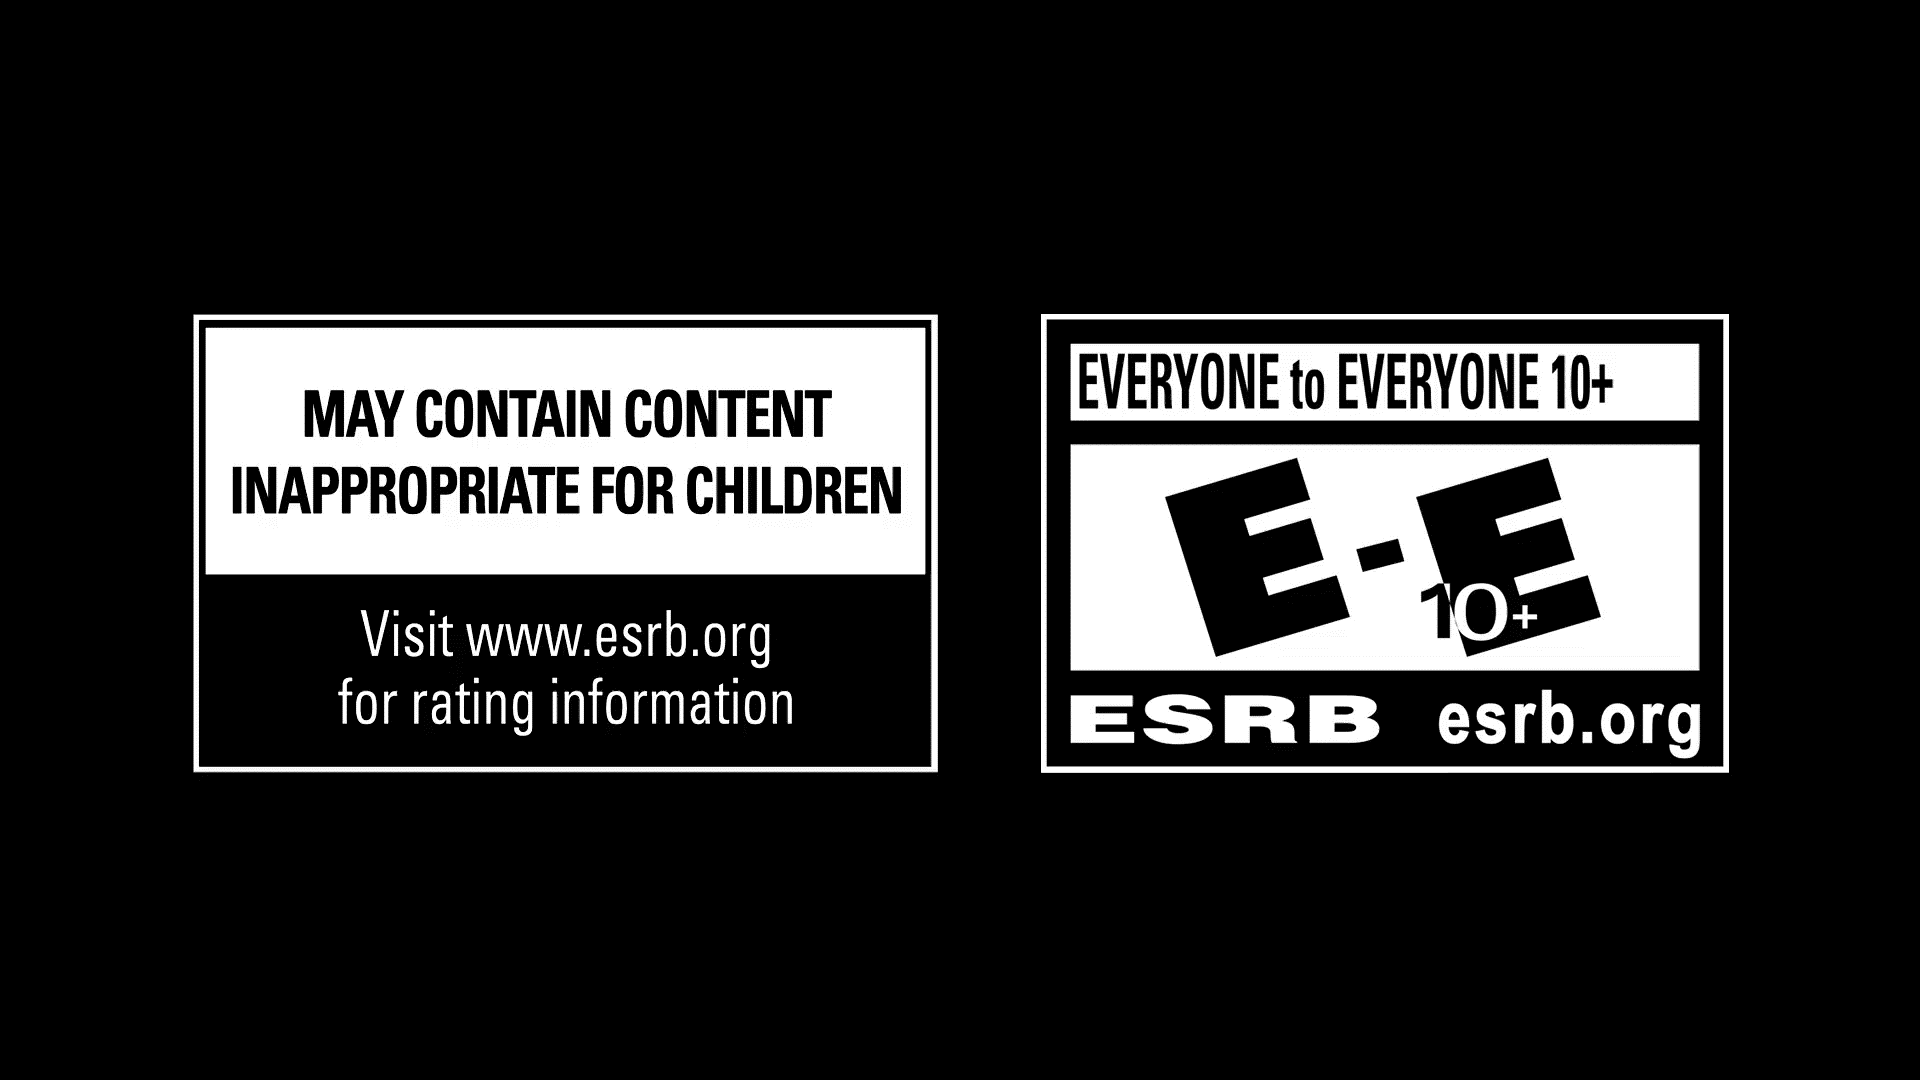 MAY CONTAIN CONTENT
INAPPROPRIATE FOR CHILDREN
Visit www.esrb.org
for rating information
EVERYONE to EVERYONE 10+
E-E
10+
ESRB esrb.org